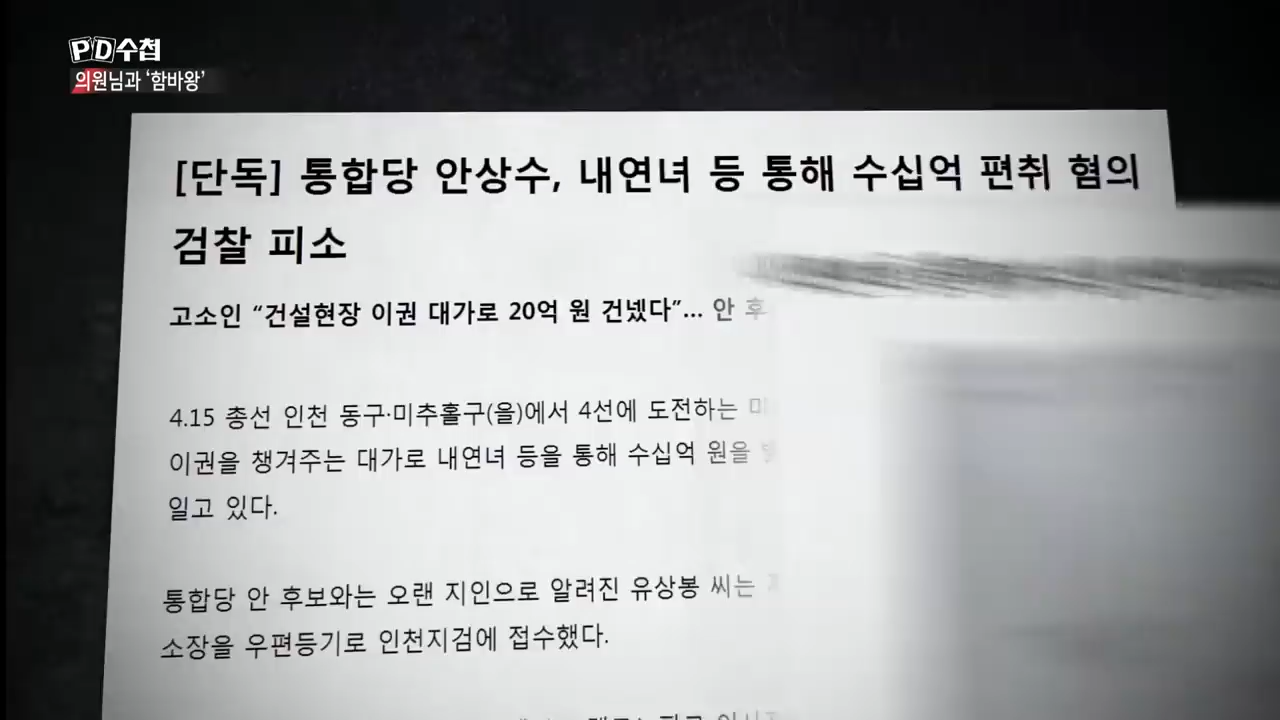 PD수첩
의원님과 ‘함바왕’
[단독] 통합당 안상수, 내연녀 등 통해 수십억 편취 혐의
검찰 피소
고소인 “건설현장 이권 대가로 20억 원 건넸다”... 안 후
4.15 총선 인천 동구·미추홀구(을)에서 4선에 도전하는
이권을 챙겨주는 대가로 내연녀 등을 통해 수십억 원을
일고 있다.
통합당 안 후보와는 오랜 지인으로 알려진 유상봉 씨는
소장을 우편등기로 인천지검에 접수했다.